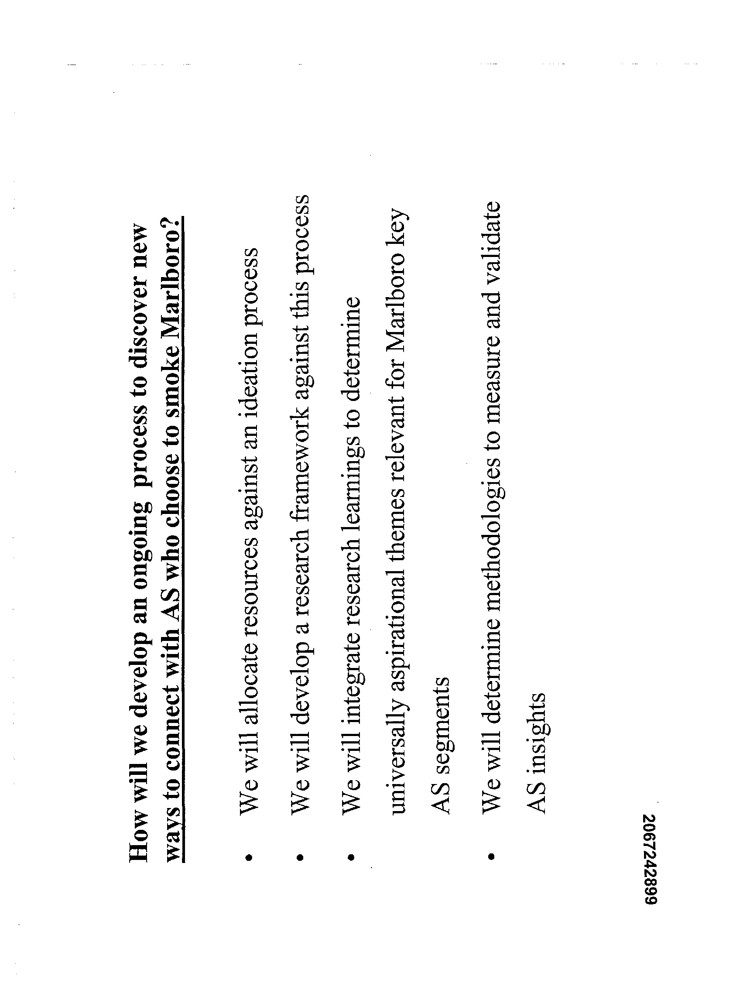 How will we develop an ongoing process to discover new
ways to connect with AS who choose to smoke Marlboro?
• We will allocate resources against an ideation process
• We will develop a research framework against this process
• We will integrate research learnings to determine
universally aspirational themes relevant for Marlboro key
AS segments
• We will determine methodologies to measure and validate
AS insights
2067242899